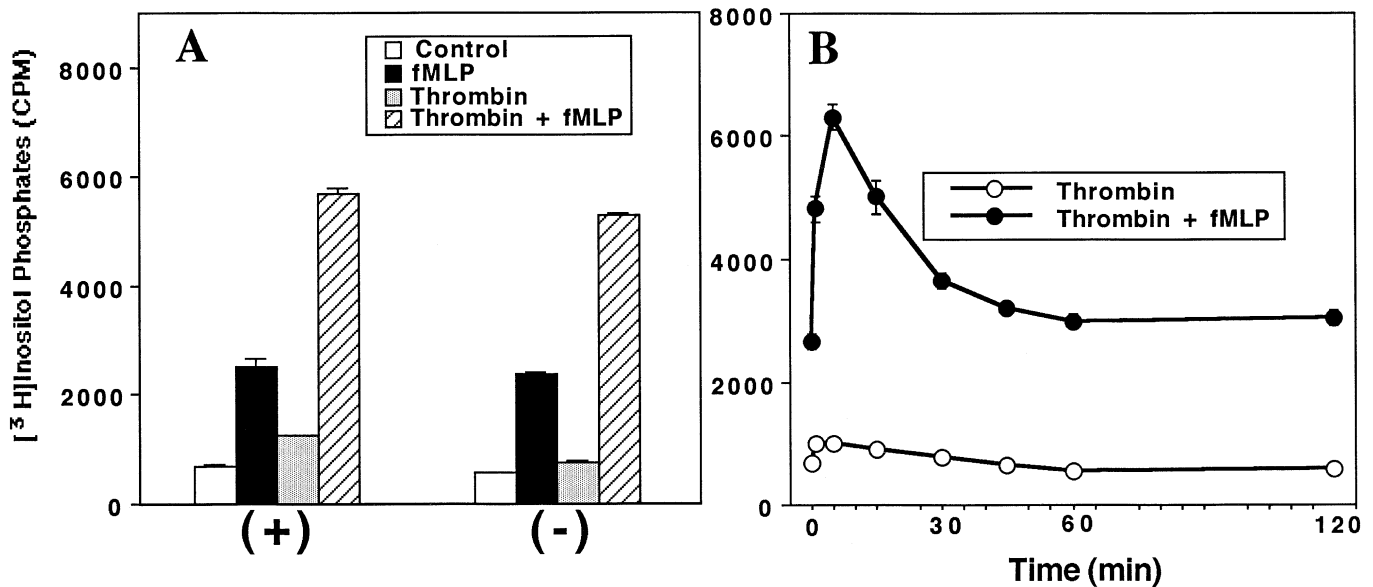 A
Control
fMLP
Thrombin
Thrombin + fMLP
[³H]Inositol Phosphates (CPM)
8000
6000
4000
2000
0
(+)
(-)
B
Thrombin
Thrombin + fMLP
8000
6000
4000
2000
0
0
30
60
120
Time (min)